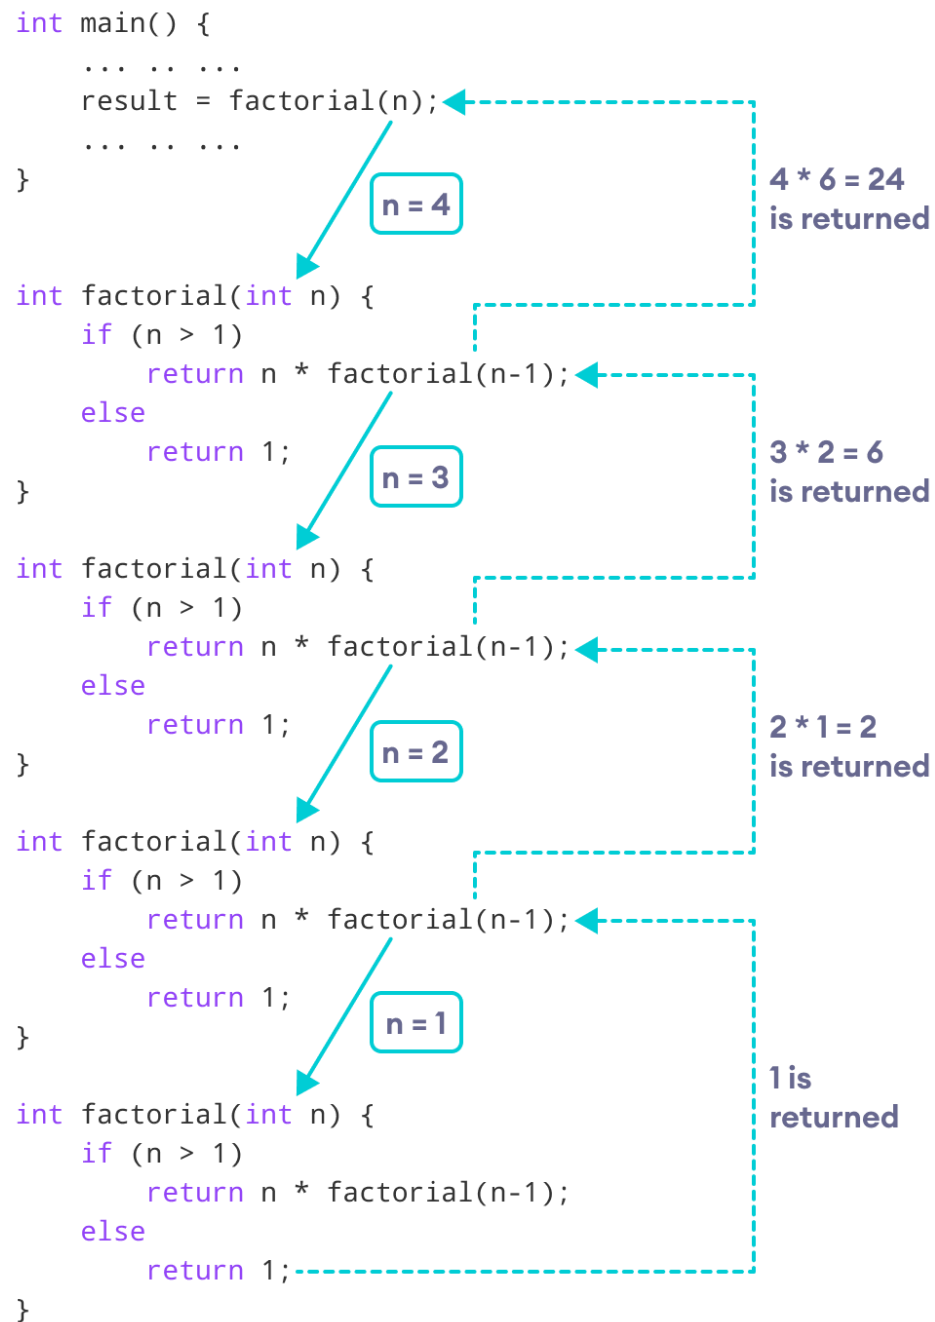 int main() {
    ... .. ...
    result = factorial(n);
    ... .. ...
}
4 * 6 = 24
is returned
n = 4
int factorial(int n) {
    if (n > 1)
        return n * factorial(n-1);
    else
        return 1;
}
3 * 2 = 6
is returned
n = 3
int factorial(int n) {
    if (n > 1)
        return n * factorial(n-1);
    else
        return 1;
}
2 * 1 = 2
is returned
n = 2
int factorial(int n) {
    if (n > 1)
        return n * factorial(n-1);
    else
        return 1;
}
n = 1
1 is
returned
int factorial(int n) {
    if (n > 1)
        return n * factorial(n-1);
    else
        return 1;
}